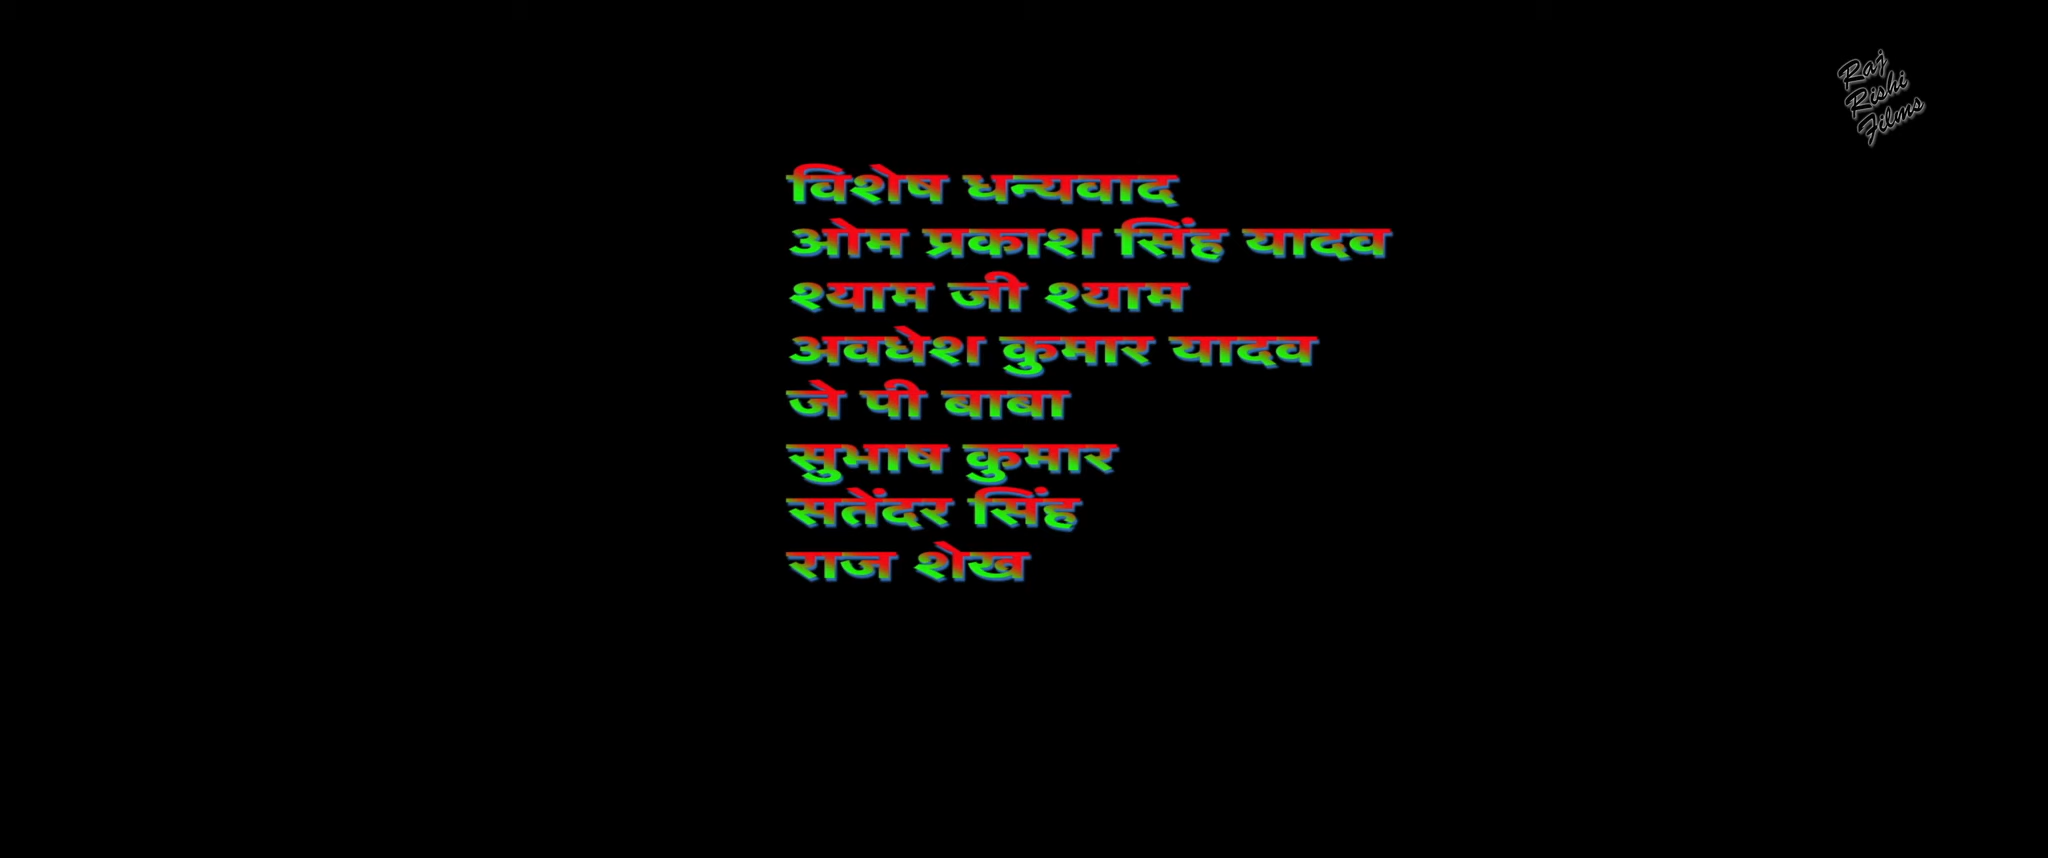 विशेष धन्यवाद
ओम प्रकाश सिंह यादव
श्याम जी श्याम
अवधेश कुमार यादव
जे पी बाबा
सुभाष कुमार
सतेंदर सिंह
राज शेख
Raj
Rishi
Films